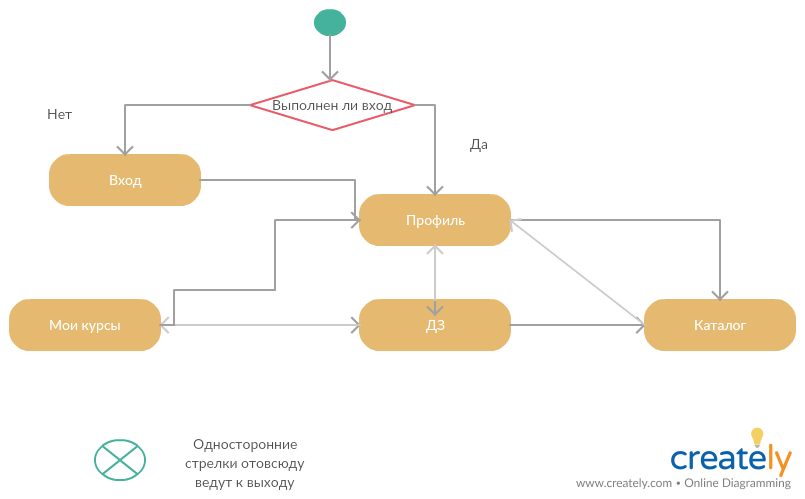 Выполнен ли вход
Нет
Да
Вход
Профиль
Мои курсы
ДЗ
Каталог
Односторонние
стрелки отовсюду
ведут к выходу
creately
www.creately.com • Online Diagramming